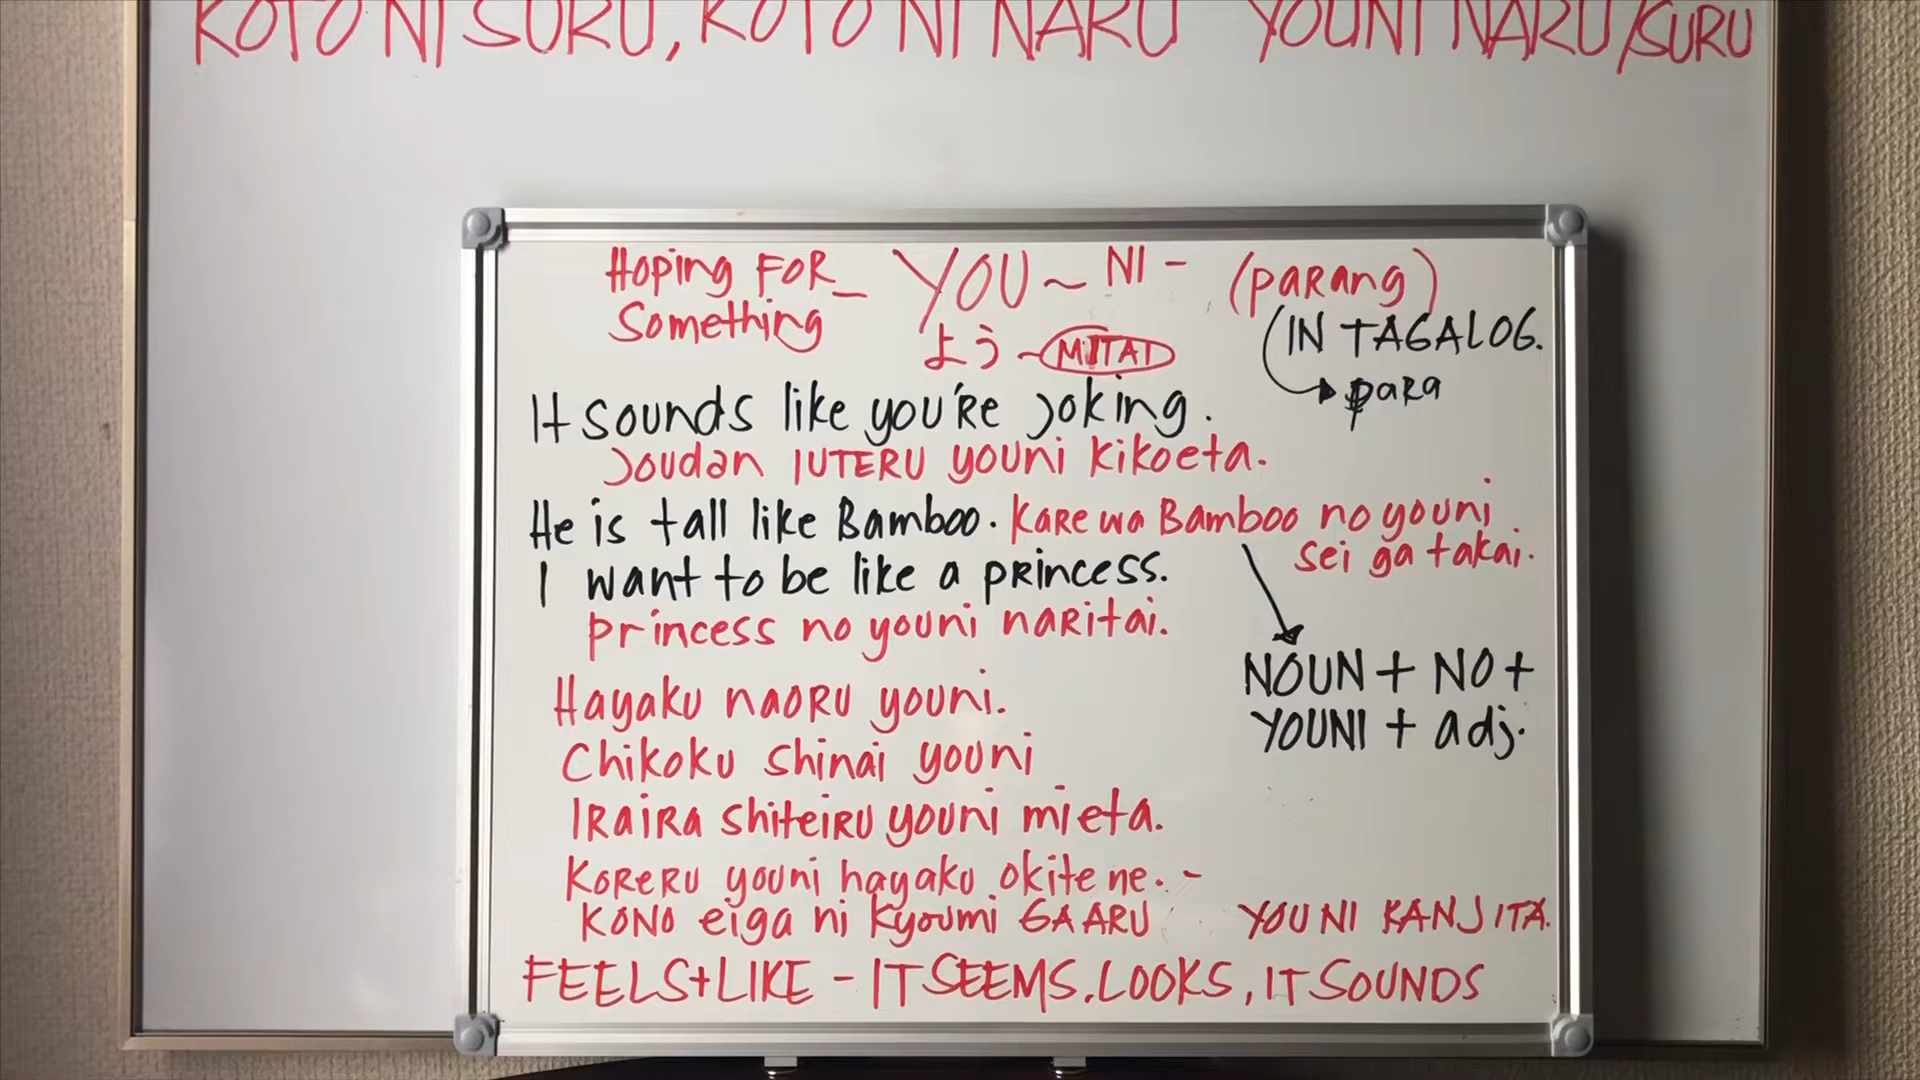 KOTO NI SURU, KOTO NI NARU YOUNI NARU/SURU
Hoping FOR_ YOU ~ NI - (parang)
Something よう ~ MITAI (IN TAGALOG.
para
It sounds like you're joking.
Joudan IUTERU youni kikoeta.
He is tall like Bamboo. Kare wa Bamboo no youni
sei ga takai.
I want to be like a princess.
princess no youni naritai.
NOUN + NO +
YOUNI + adj.
Hayaku naoru youni.
Chikoku shinai youni
IRAIRA shiteiru youni mieta.
Koreru youni hayaku okite ne. -
KONO eiga ni kyoumi GA ARU YOU NI KANJITA.
FEELS+LIKE - IT SEEMS, LOOKS, IT SOUNDS